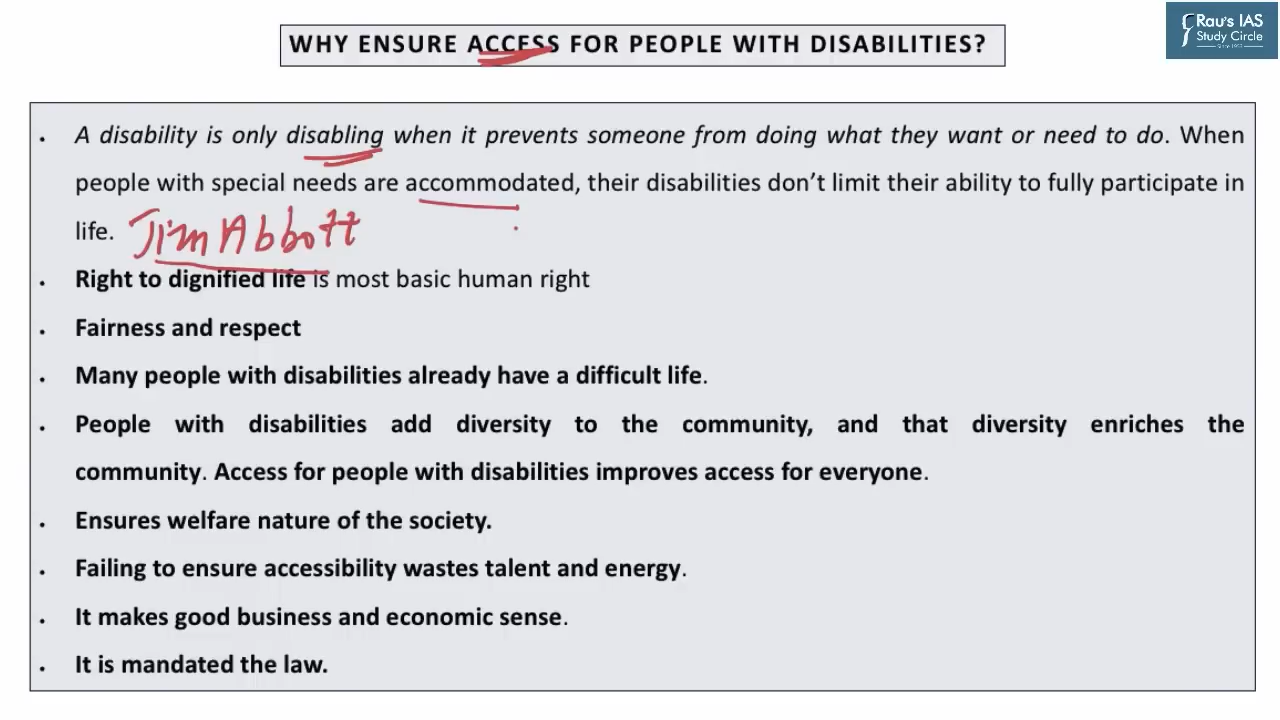 WHY ENSURE ACCESS FOR PEOPLE WITH DISABILITIES?
Rau's IAS
Study Circle
Since 1953
• A disability is only disabling when it prevents someone from doing what they want or need to do. When
people with special needs are accommodated, their disabilities don't limit their ability to fully participate in
life. Jim Abbott
• Right to dignified life is most basic human right
• Fairness and respect
• Many people with disabilities already have a difficult life.
• People with disabilities add diversity to the community, and that diversity enriches the
community. Access for people with disabilities improves access for everyone.
• Ensures welfare nature of the society.
• Failing to ensure accessibility wastes talent and energy.
• It makes good business and economic sense.
• It is mandated the law.